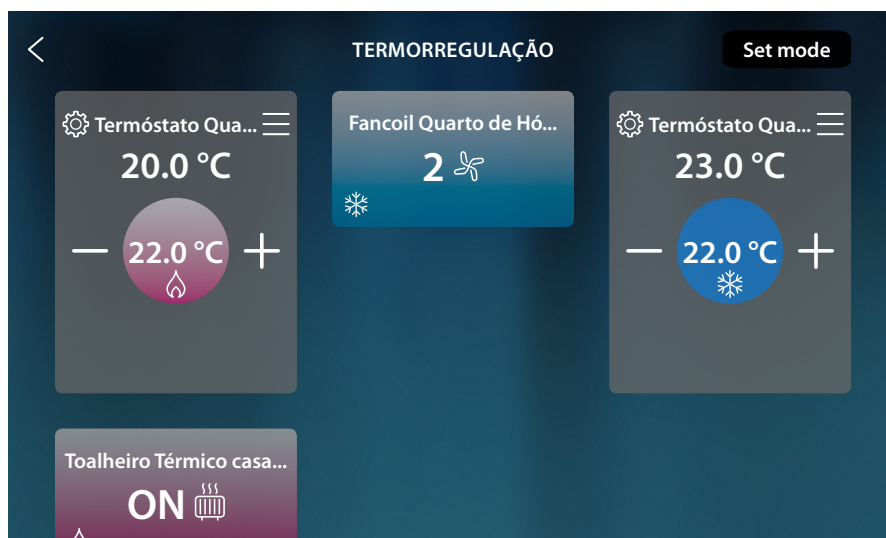 TERMORREGULAÇÃO
Set mode
Termóstato Qua...
20.0 °C
22.0 °C
Fancoil Quarto de Hó...
2
Termóstato Qua...
23.0 °C
22.0 °C
Toalheiro Térmico casa...
ON